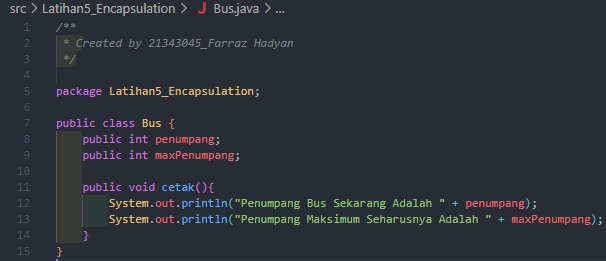 src > Latihan5_Encapsulation > J Bus.java > ...
1 /**
2  * Created by 21343045_Farraz Hadyan
3  */
4
5 package Latihan5_Encapsulation;
6
7 public class Bus {
8     public int penumpang;
9     public int maxPenumpang;
10
11     public void cetak(){
12         System.out.println("Penumpang Bus Sekarang Adalah " + penumpang);
13         System.out.println("Penumpang Maksimum Seharusnya Adalah " + maxPenumpang);
14     }
15 }